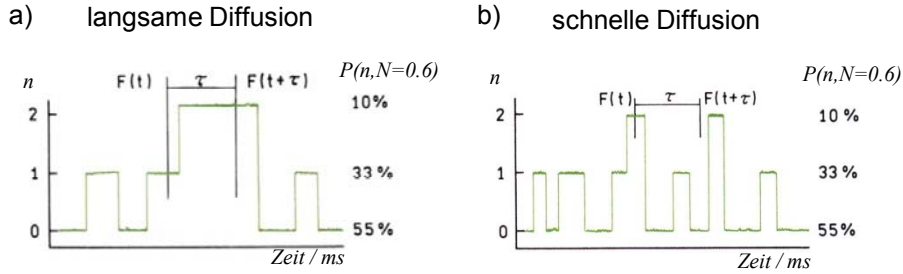 a) langsame Diffusion
n
F(t) τ F(t+τ)
P(n,N=0.6)
2 10%
1 33%
0 55%
Zeit / ms
b) schnelle Diffusion
n
F(t) τ F(t+τ)
P(n,N=0.6)
2 10%
1 33%
0 55%
Zeit / ms